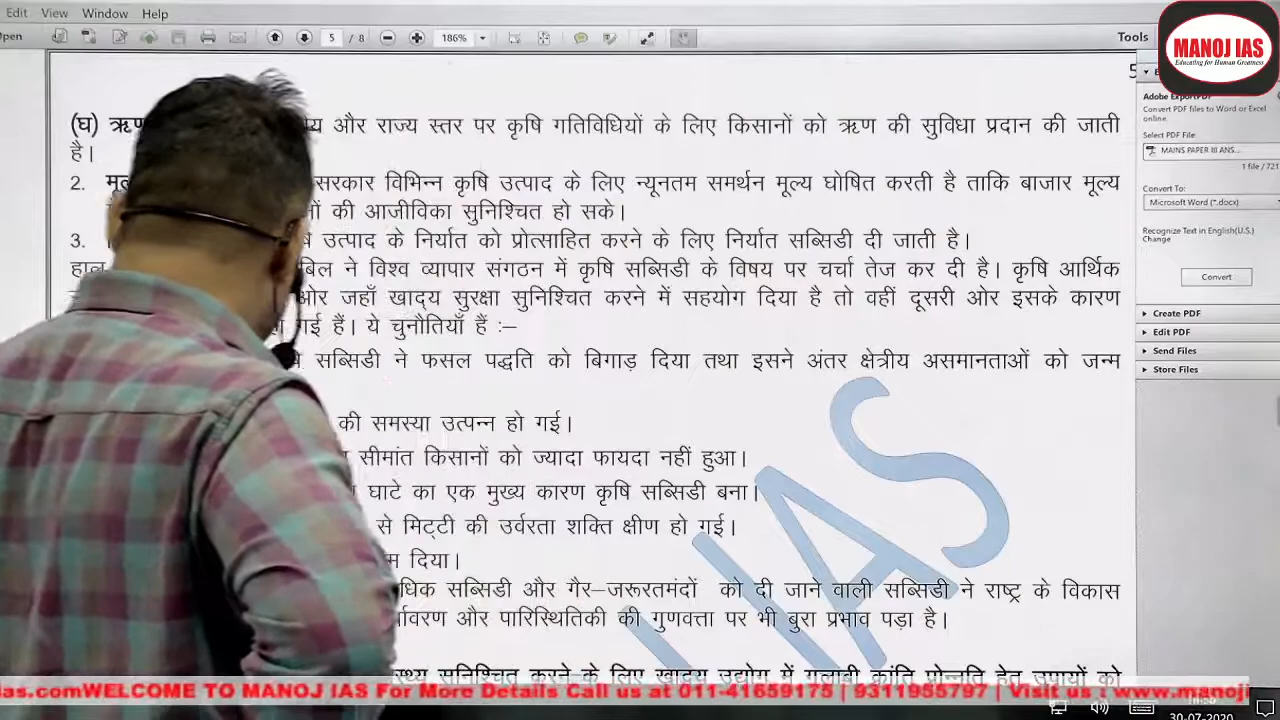 Edit View Window Help
Open 5 / 8 186% Tools
MANOJ IAS
Educating for Human Greatness
5
Adobe ExportPDF
Convert PDF files to Word or Excel
online.
Select PDF File:
MAINS PAPER III ANS...
1 file / 721
Convert To:
Microsoft Word (*.docx)
Recognize Text in English(U.S.)
Change
Convert
Create PDF
Edit PDF
Send Files
Store Files
(घ) ऋण और राज्य स्तर पर कृषि गतिविधियों के लिए किसानों को ऋण की सुविधा प्रदान की जाती
है।
2. सरकार विभिन्न कृषि उत्पाद के लिए न्यूनतम समर्थन मूल्य घोषित करती है ताकि बाजार मूल्य
की आजीविका सुनिश्चित हो सके।
3. उत्पाद के निर्यात को प्रोत्साहित करने के लिए निर्यात सब्सिडी दी जाती है।
हाल बिल ने विश्व व्यापार संगठन में कृषि सब्सिडी के विषय पर चर्चा तेज कर दी है। कृषि आर्थिक
ओर जहाँ खाद्य सुरक्षा सुनिश्चित करने में सहयोग दिया है तो वहीं दूसरी ओर इसके कारण
गई हैं। ये चुनौतियाँ हैं :–
सब्सिडी ने फसल पद्धति को बिगाड़ दिया तथा इसने अंतर क्षेत्रीय असमानताओं को जन्म
की समस्या उत्पन्न हो गई।
सीमांत किसानों को ज्यादा फायदा नहीं हुआ।
घाटे का एक मुख्य कारण कृषि सब्सिडी बना।
से मिट्टी की उर्वरता शक्ति क्षीण हो गई।
दिया।
सब्सिडी और गैर–जरूरतमंदों को दी जाने वाली सब्सिडी ने राष्ट्र के विकास
और पारिस्थितिकी की गुणवत्ता पर भी बुरा प्रभाव पड़ा है।
सुनिश्चित करने के लिए खाद्य उद्योग में गुलाबी क्रांति प्रोन्नति हेतु उपायों को
IAS
ias.comWELCOME TO MANOJ IAS For More Details Call us at 011-41659175 | 9311955797 | Visit us : www.manoji
30-07-2020